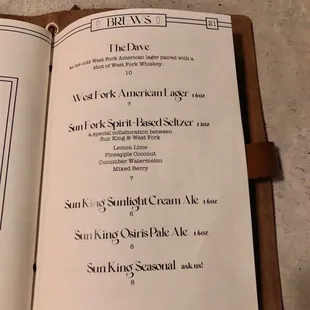 BREWS
21
The Dave
an ice cold West Fork American lager paired with a
shot of West Fork Whiskey.
10
West Fork American Lager 16oz
7
Sun Fork Spirit-Based Seltzer 12oz
a special collaboration between
Sun King & West Fork
Lemon Lime
Pineapple Coconut
Cucumber Watermelon
Mixed Berry
7
Sun King Sunlight Cream Ale 16oz
8
Sun King Osiris Pale Ale 16oz
8
Sun King Seasonal ask us!
8